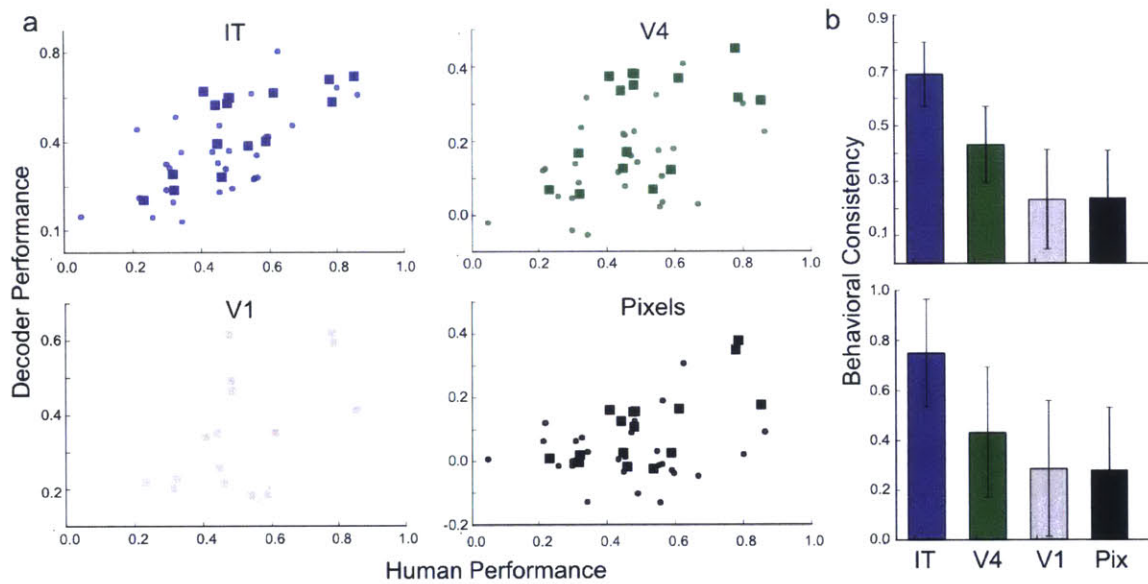 a
IT
V4
b
0.8
0.4
0.1
0.0 0.2 0.4 0.6 0.8 1.0
0.4
0.2
0.0
0.0 0.2 0.4 0.6 0.8 1.0
V1
Pixels
0.6
0.4
0.2
0.0 0.2 0.4 0.6 0.8 1.0
0.4
0.2
0.0
-0.2
0.0 0.2 0.4 0.6 0.8 1.0
Decoder Performance
Human Performance
Behavioral Consistency
0.9
0.7
0.5
0.3
0.1
1.0
0.8
0.6
0.4
0.2
0.0
IT V4 V1 Pix